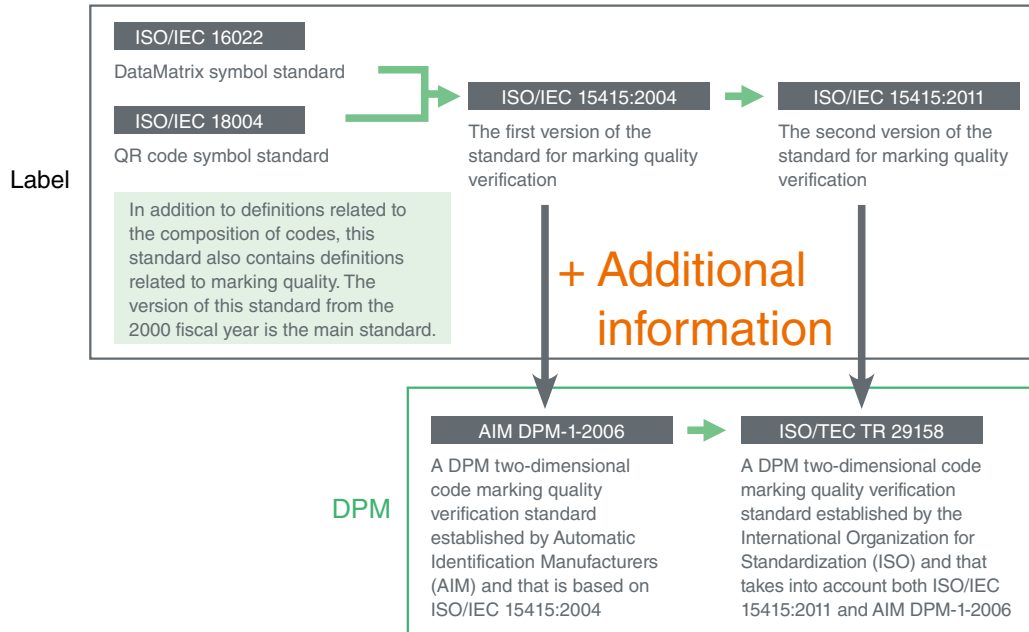 ISO/IEC 16022
DataMatrix symbol standard
ISO/IEC 18004
QR code symbol standard
In addition to definitions related to
the composition of codes, this
standard also contains definitions
related to marking quality. The
version of this standard from the
2000 fiscal year is the main standard.
ISO/IEC 15415:2004
The first version of the
standard for marking quality
verification
ISO/IEC 15415:2011
The second version of the
standard for marking quality
verification
Label
+ Additional
information
DPM
AIM DPM-1-2006
A DPM two-dimensional
code marking quality
verification standard
established by Automatic
Identification Manufacturers
(AIM) and that is based on
ISO/IEC 15415:2004
ISO/TEC TR 29158
A DPM two-dimensional code
marking quality verification
standard established by the
International Organization for
Standardization (ISO) and that
takes into account both ISO/IEC
15415:2011 and AIM DPM-1-2006